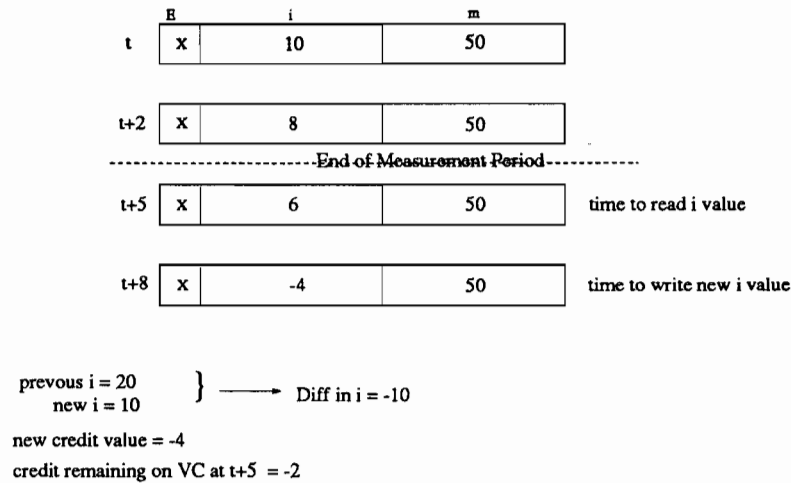 E i m
t x 10 50
t+2 x 8 50
End of Measurement Period
t+5 x 6 50 time to read i value
t+8 x -4 50 time to write new i value
prevous i = 20
new i = 10
} Diff in i = -10
new credit value = -4
credit remaining on VC at t+5 = -2